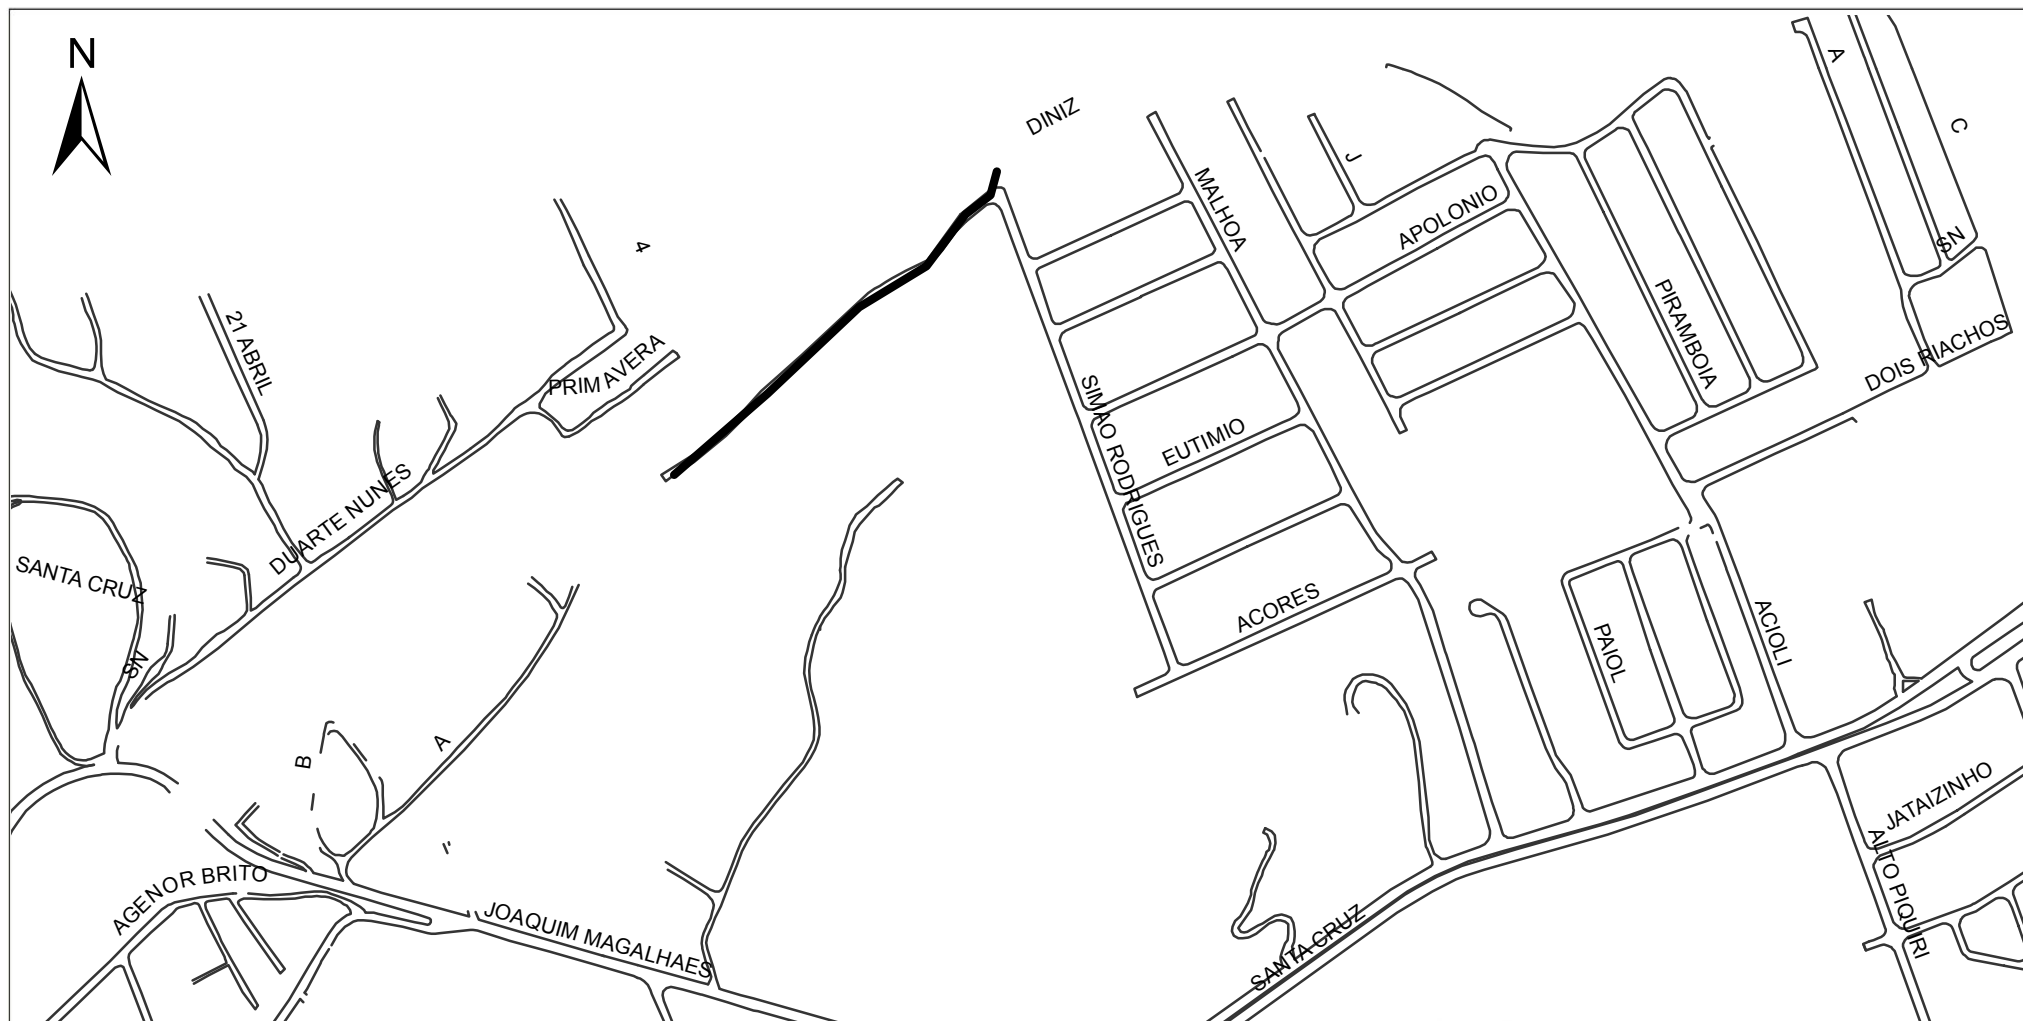 N
A
C
DINIZ
J
MALHOA
APOLONIO
4
SN
21 ABRIL
PIRAMBOIA
DOIS RIACHOS
PRIMAVERA
SIMAO RODRIGUES
EUTIMIO
DUARTE NUNES
SANTA CRUZ
ACORES
ACIOLI
PAIOL
SN
A
B
JATAIZINHO
ALTO PIQUIRI
AGENOR BRITO
JOAQUIM MAGALHAES
SANTA CRUZ